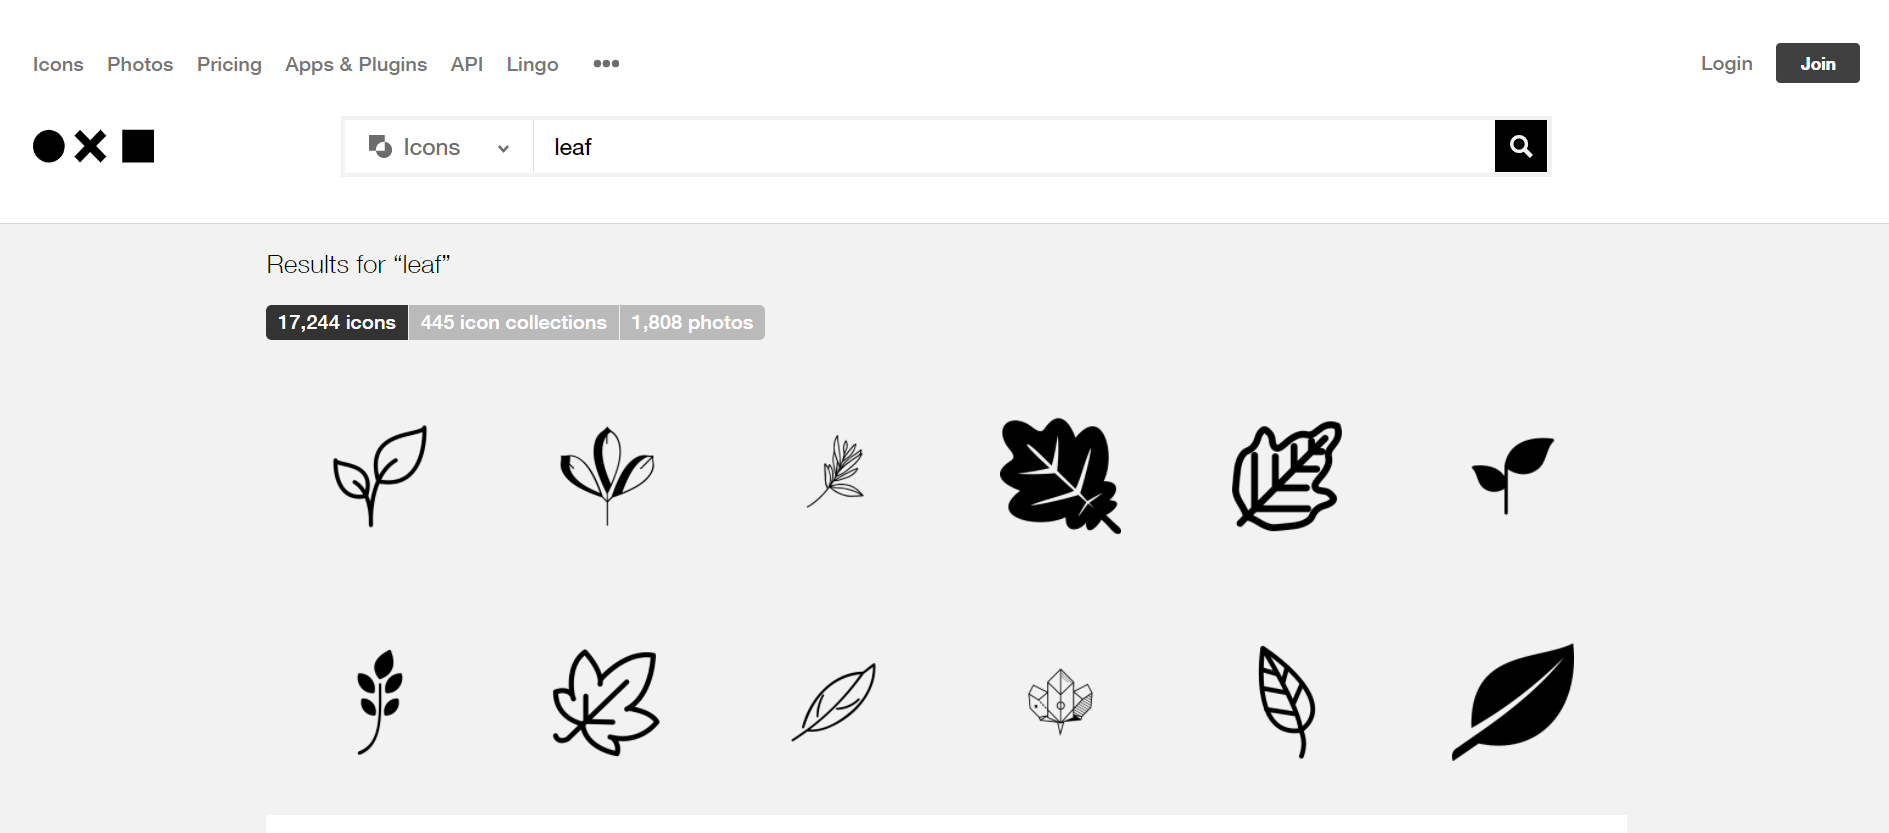 Icons Photos Pricing Apps & Plugins API Lingo ••• Login Join
Icons leaf
Results for “leaf”
17,244 icons 445 icon collections 1,808 photos